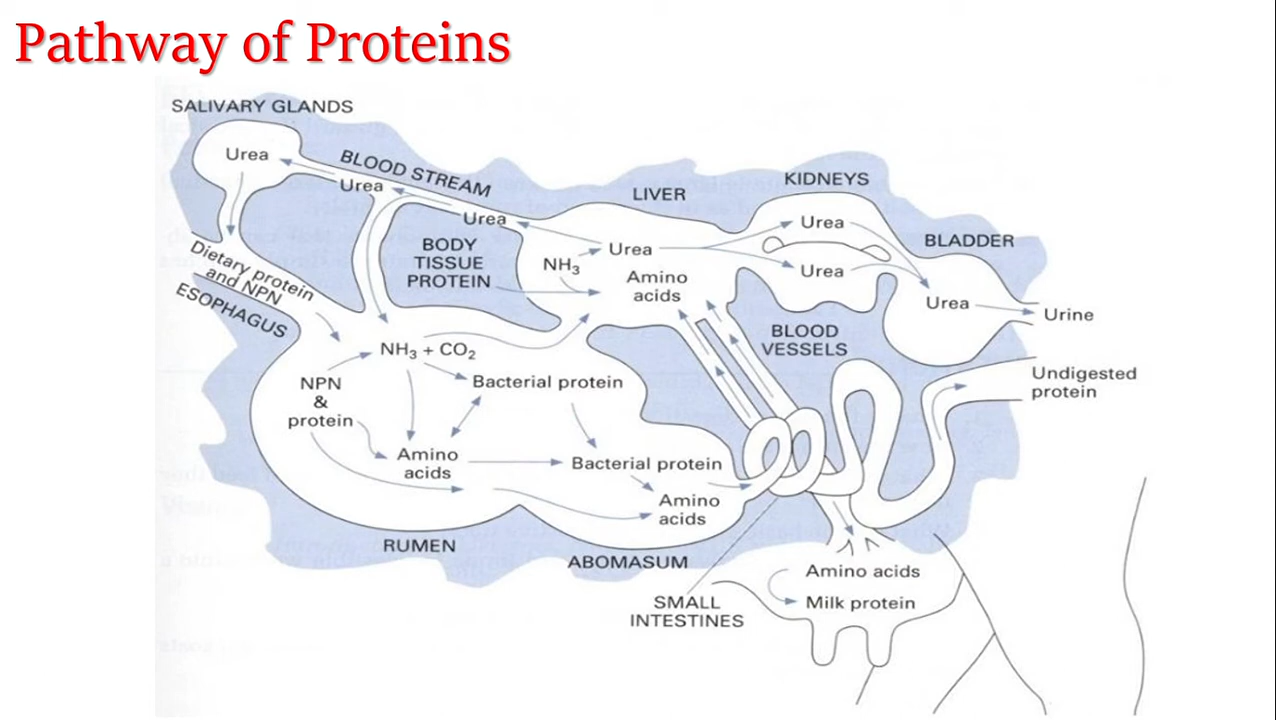 Pathway of Proteins
SALIVARY GLANDS
Urea
BLOOD STREAM
Urea
Urea
LIVER
KIDNEYS
Urea
Urea
BLADDER
Urea
Urine
Urea
NH₃
Amino
acids
BODY
TISSUE
PROTEIN
Dietary protein
and NPN
ESOPHAGUS
BLOOD
VESSELS
NH₃ + CO₂
NPN
&
protein
Bacterial protein
Amino
acids
Bacterial protein
Amino
acids
Undigested
protein
RUMEN
ABOMASUM
SMALL
INTESTINES
Amino acids
Milk protein